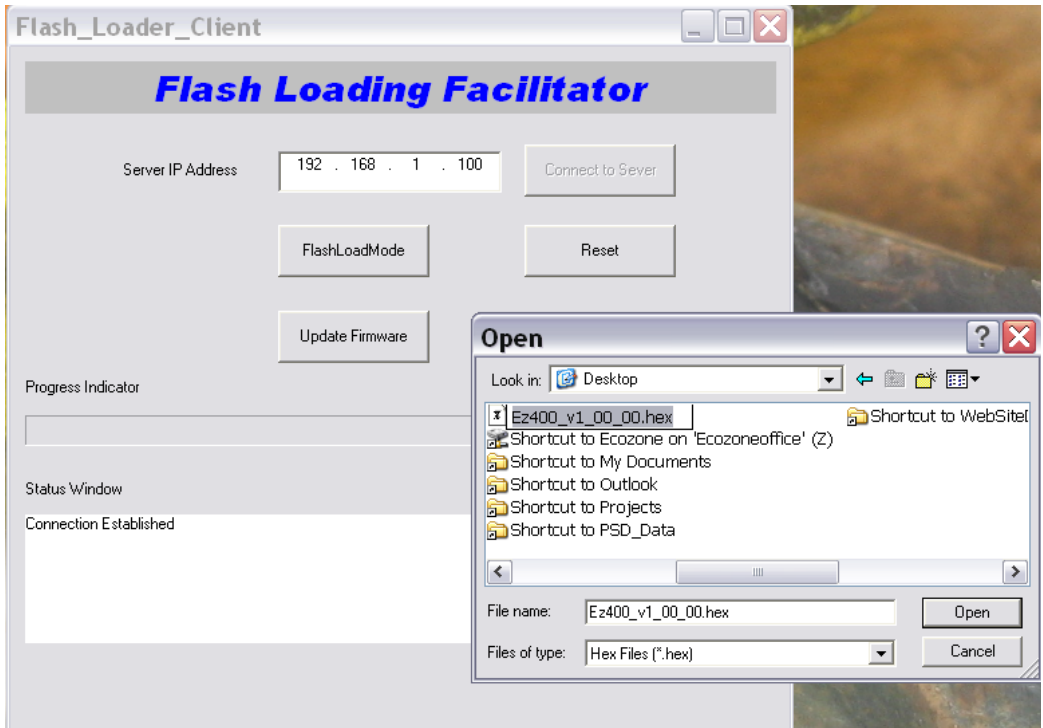 Flash_Loader_Client
Flash Loading Facilitator
Server IP Address
192 . 168 . 1 . 100
Connect to Sever
FlashLoadMode
Reset
Update Firmware
Progress Indicator
Status Window
Connection Established
Open
Look in:
Desktop
Ez400_v1_00_00.hex
Shortcut to Ecozone on 'Ecozoneoffice' (Z)
Shortcut to My Documents
Shortcut to Outlook
Shortcut to Projects
Shortcut to PSD_Data
Shortcut to WebSite
File name:
Ez400_v1_00_00.hex
Open
Files of type:
Hex Files (*.hex)
Cancel